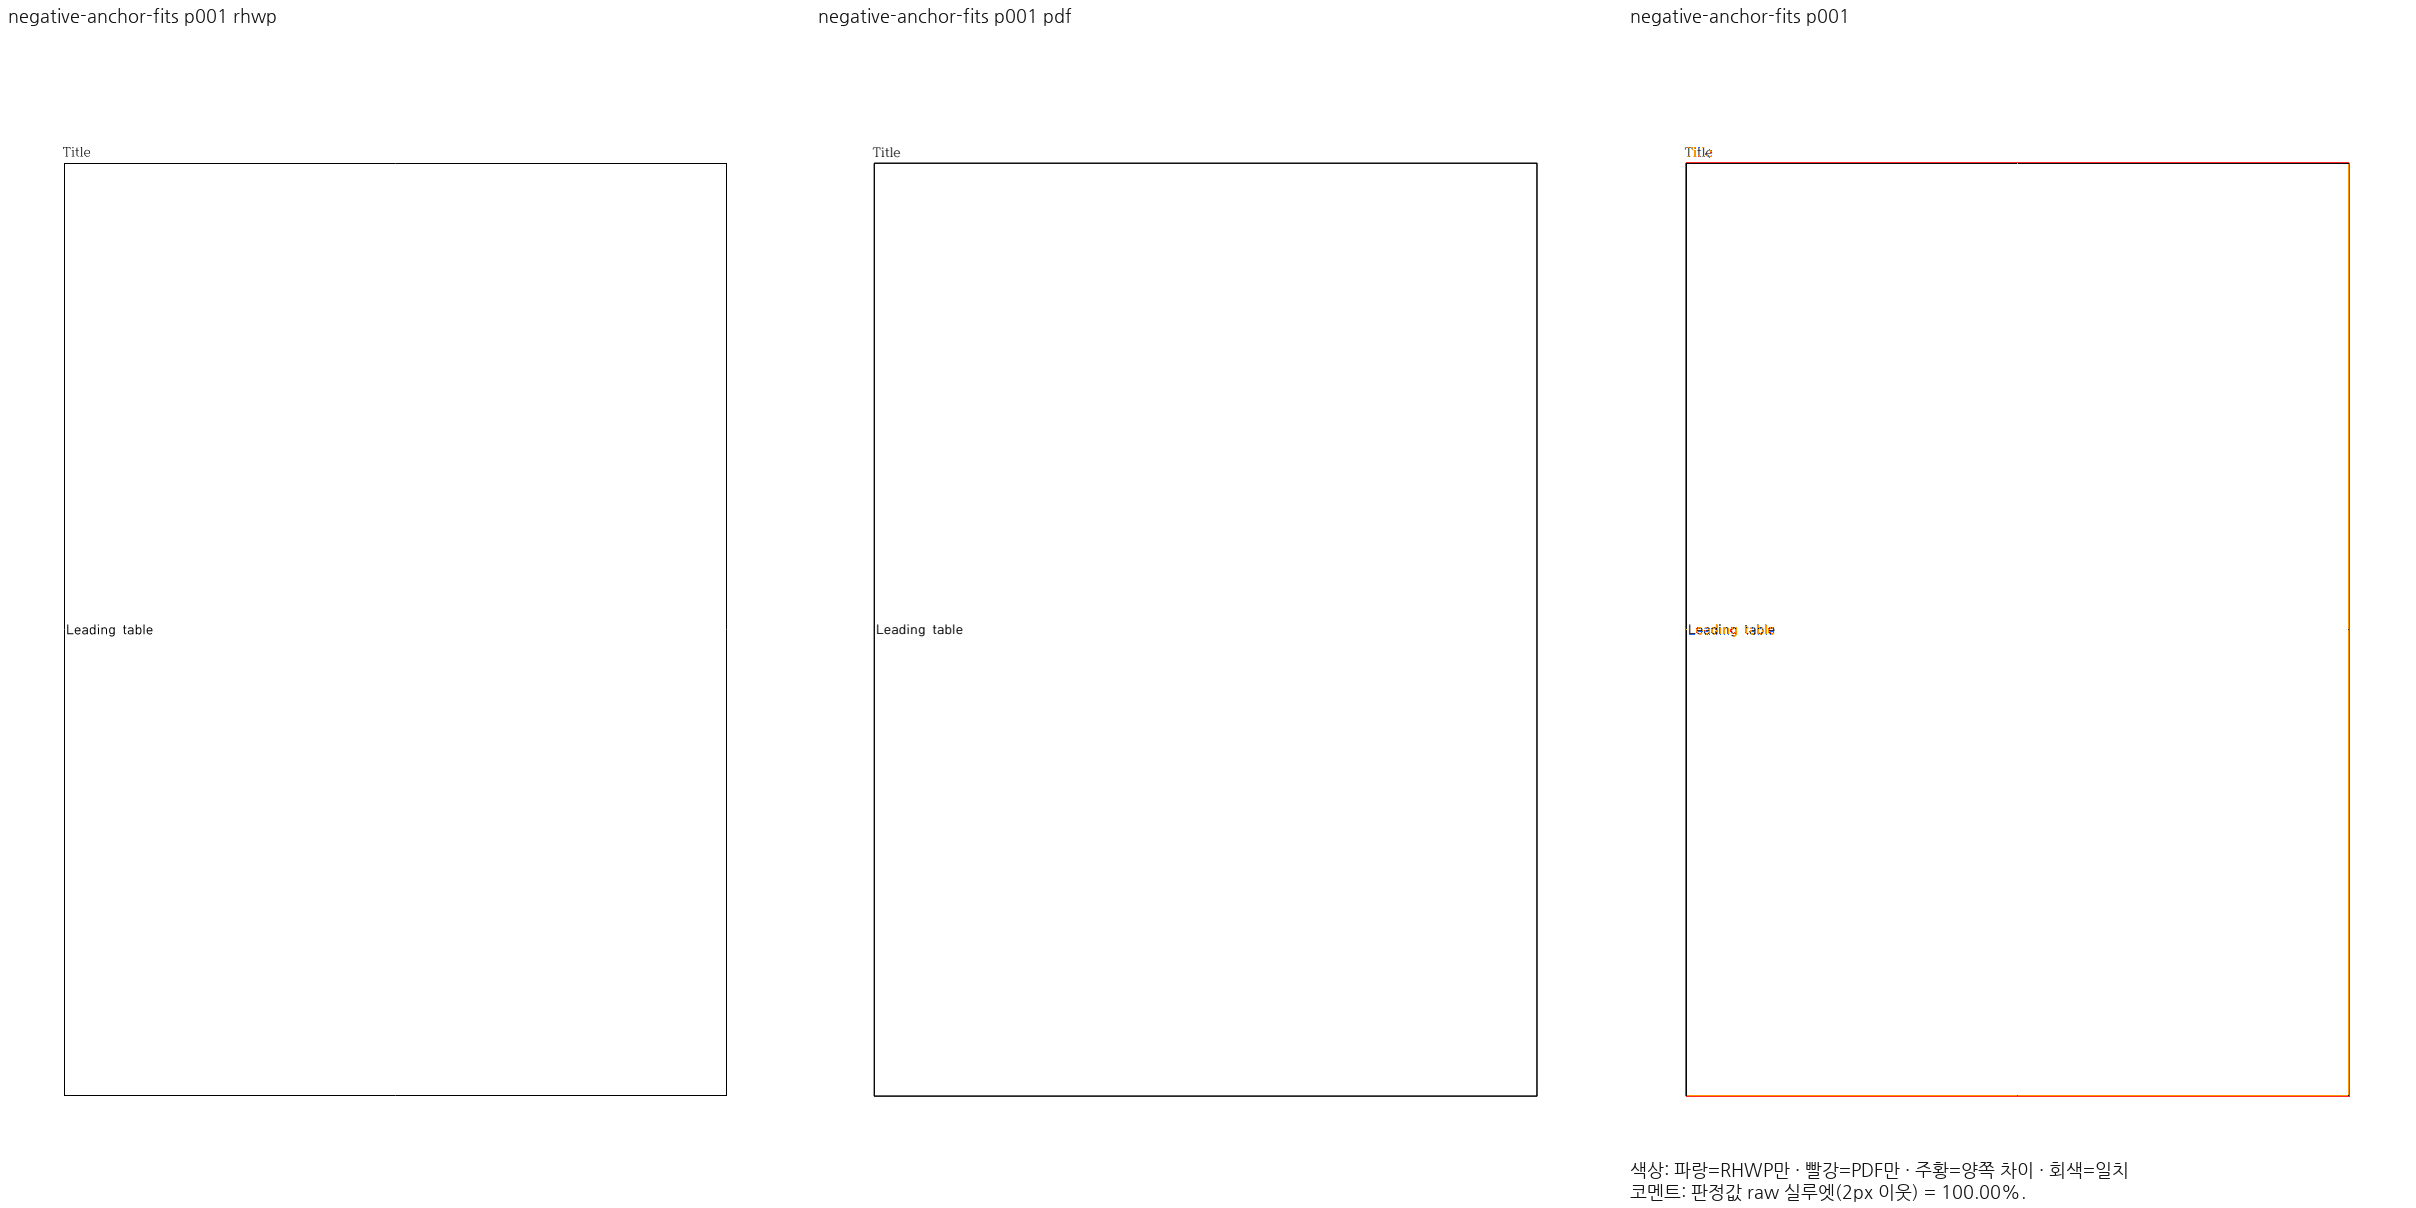 negative-anchor-fits p001 rhwp
negative-anchor-fits p001 pdf
negative-anchor-fits p001
Title
Title
Title
Leading table
Leading table
Leading table
색상: 파랑=RHWP만 · 빨강=PDF만 · 주황=양쪽 차이 · 회색=일치
코멘트: 판정값 raw 실루엣(2px 이웃) = 100.00%.